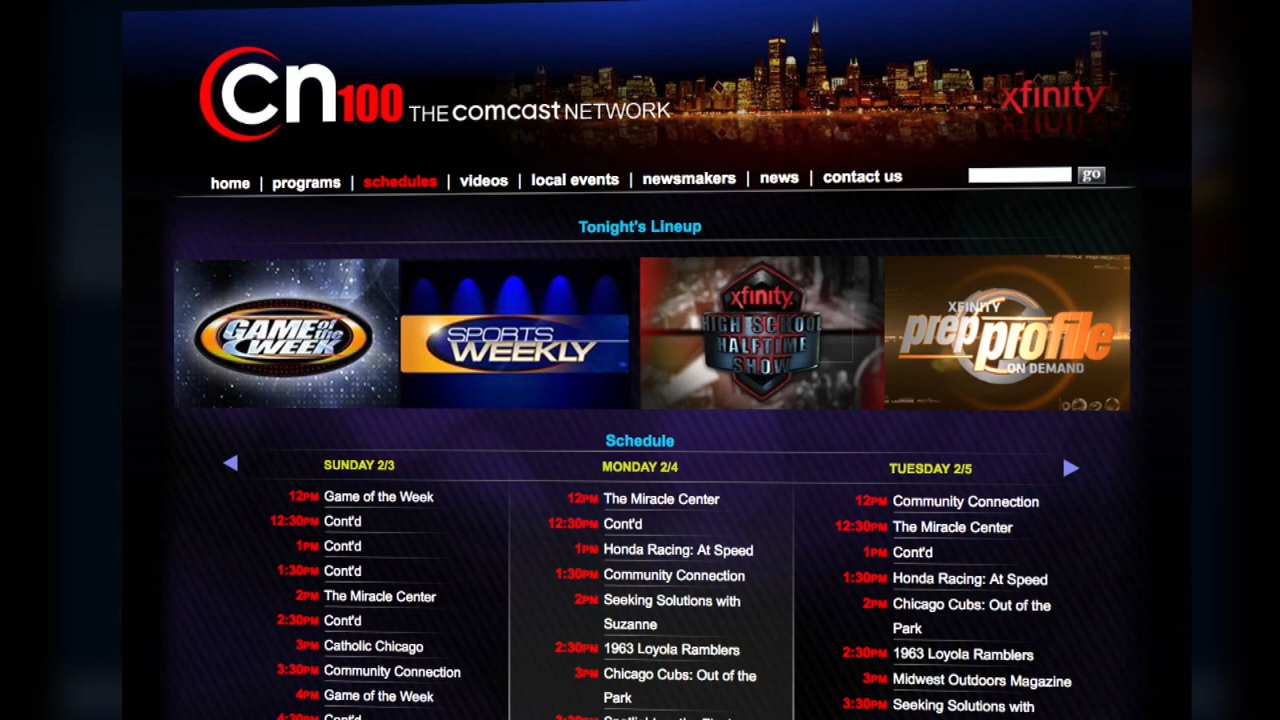 cn100 THE comcast NETWORK
xfinity
home | programs | schedules | videos | local events | newsmakers | news | contact us
go
Tonight's Lineup
GAME of the WEEK
SPORTS WEEKLY
xfinity
HIGH SCHOOL
HALFTIME
SHOW
XFINITY
prep profile
ON DEMAND
Schedule
SUNDAY 2/3
12PM Game of the Week
12:30PM Cont'd
1PM Cont'd
1:30PM Cont'd
2PM The Miracle Center
2:30PM Cont'd
3PM Catholic Chicago
3:30PM Community Connection
4PM Game of the Week
4:30PM Cont'd
MONDAY 2/4
12PM The Miracle Center
12:30PM Cont'd
1PM Honda Racing: At Speed
1:30PM Community Connection
2PM Seeking Solutions with
Suzanne
2:30PM 1963 Loyola Ramblers
3PM Chicago Cubs: Out of the
Park
TUESDAY 2/5
12PM Community Connection
12:30PM The Miracle Center
1PM Cont'd
1:30PM Honda Racing: At Speed
2PM Chicago Cubs: Out of the
Park
2:30PM 1963 Loyola Ramblers
3PM Midwest Outdoors Magazine
3:30PM Seeking Solutions with